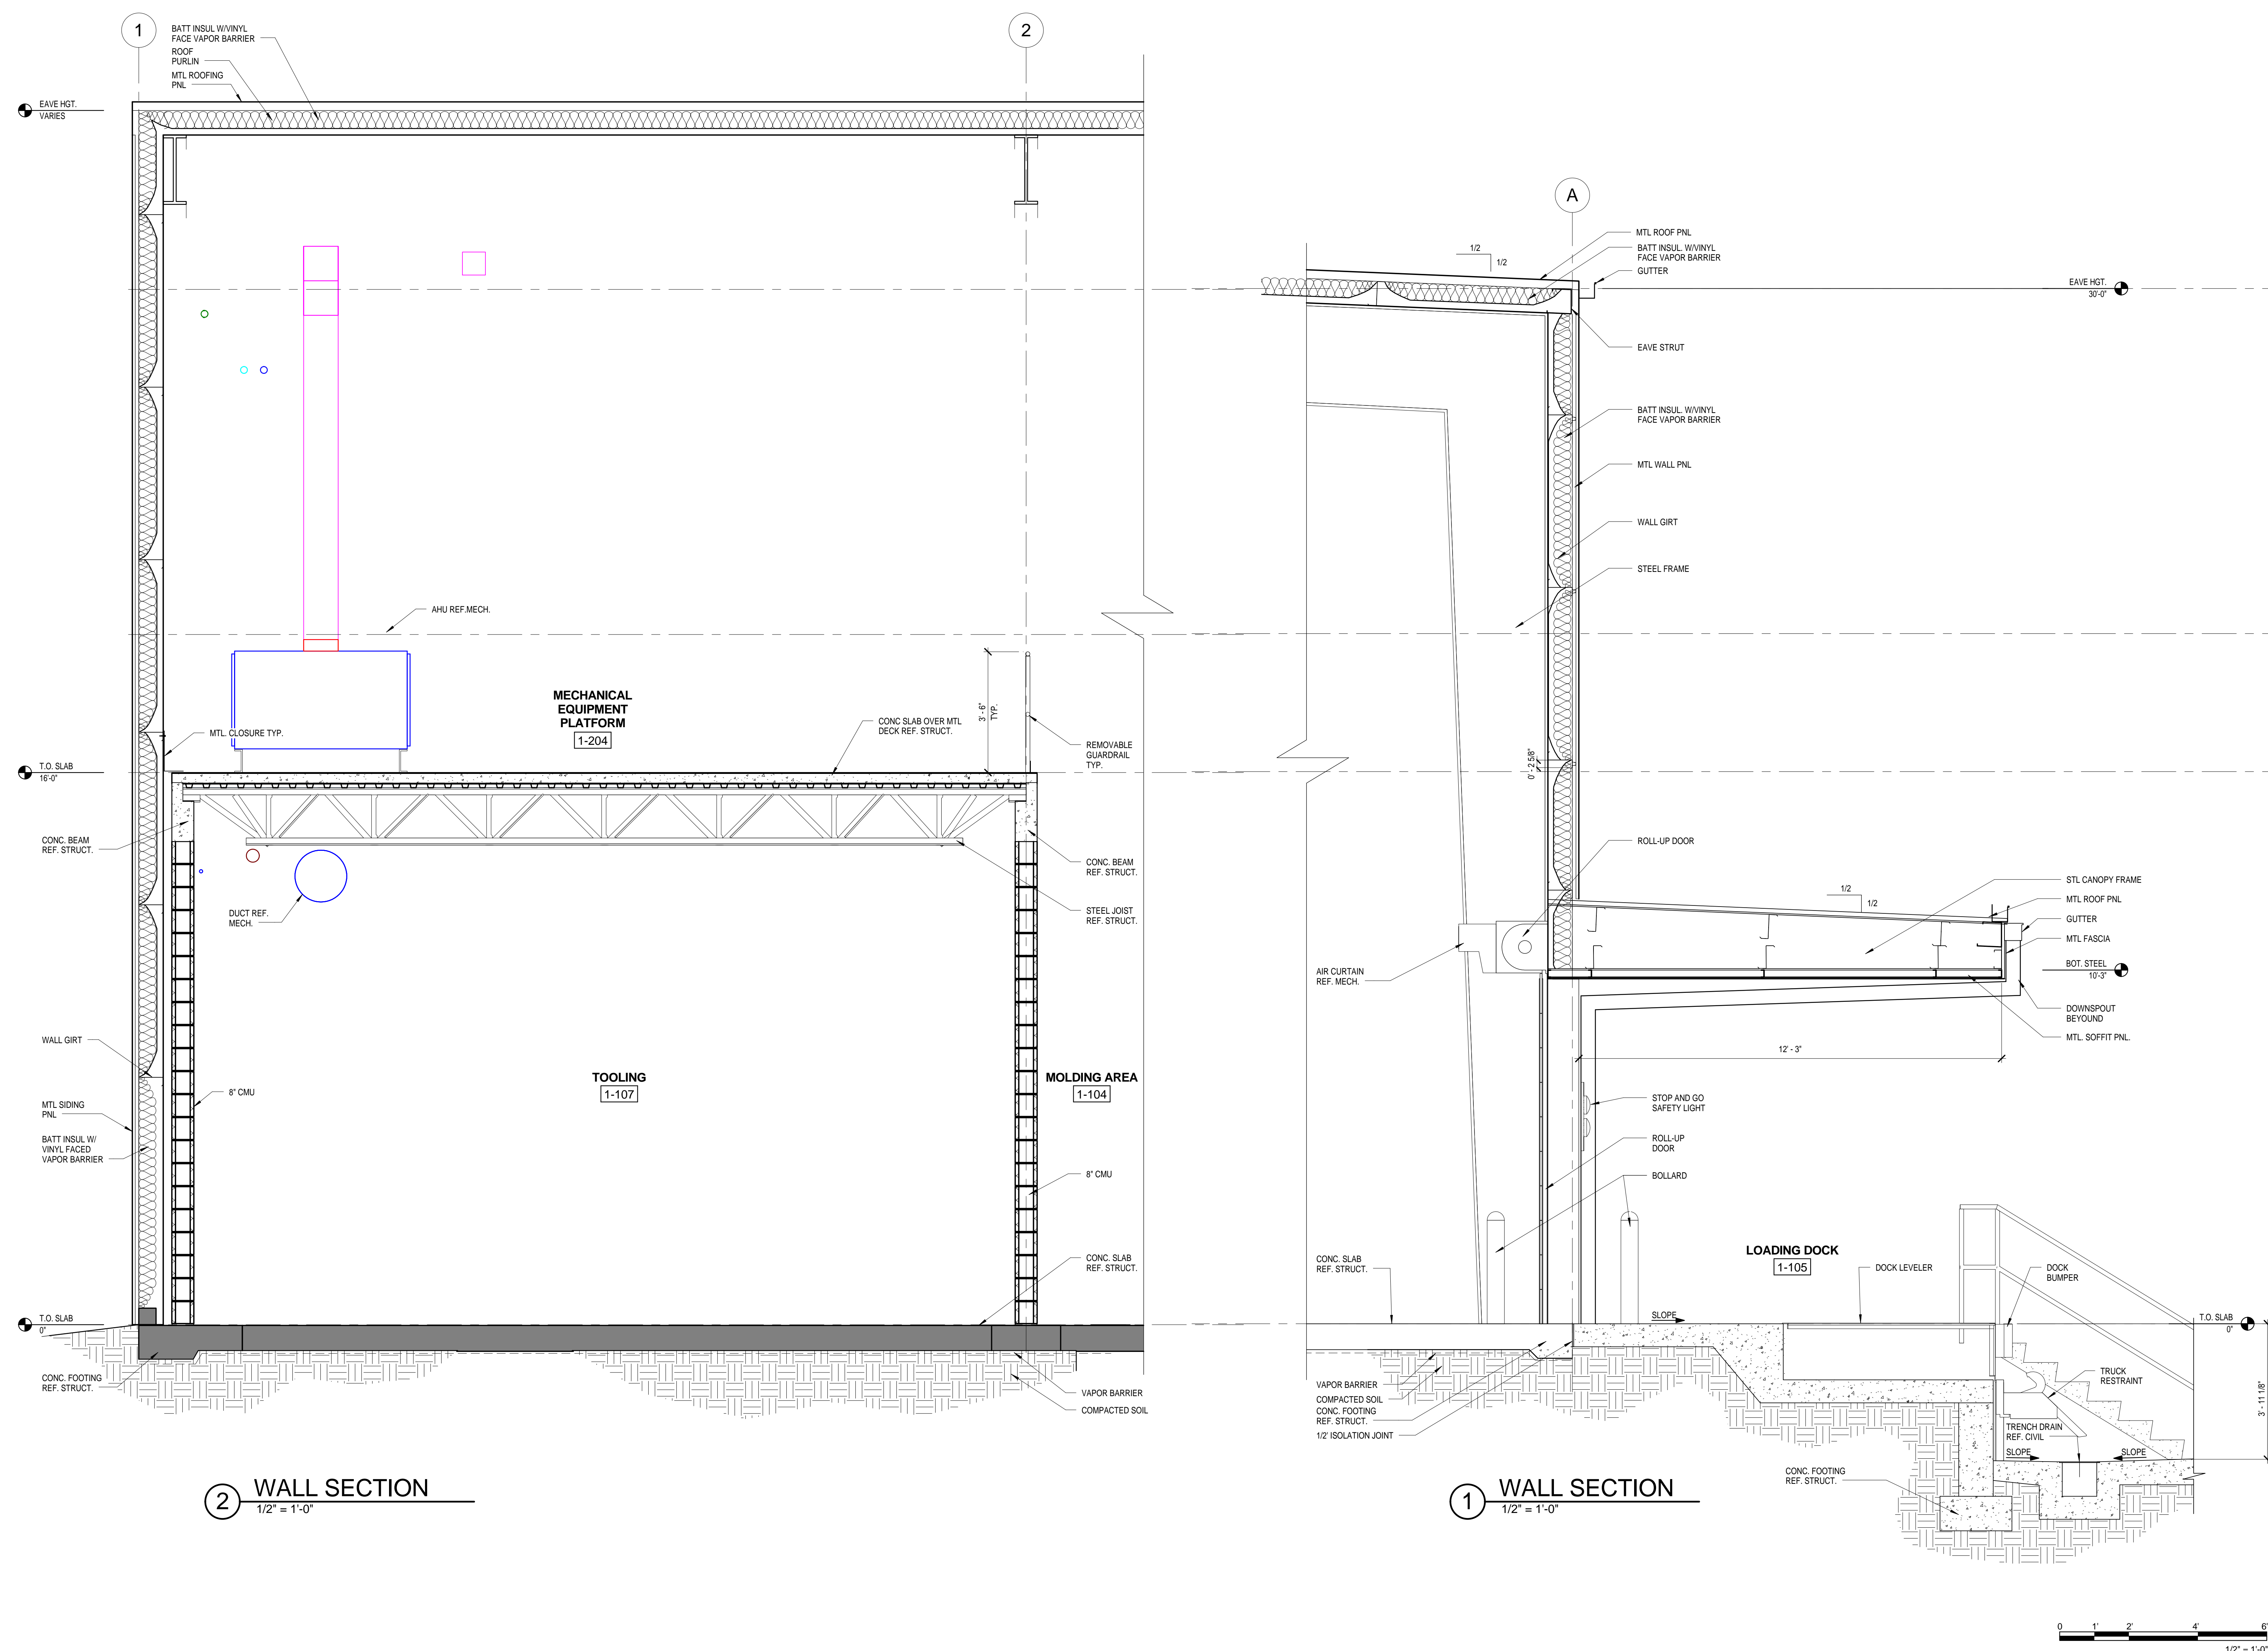 1
2
BATT INSUL W/VINYL
FACE VAPOR BARRIER
ROOF
PURLIN
MTL ROOFING
PNL
EAVE HGT.
VARIES
AHU REF.MECH.
MECHANICAL
EQUIPMENT
PLATFORM
1-204
MTL. CLOSURE TYP.
CONC SLAB OVER MTL
DECK REF. STRUCT.
3' - 6"
TYP.
REMOVABLE
GUARDRAIL
TYP.
T.O. SLAB
16'-0"
CONC. BEAM
REF. STRUCT.
CONC. BEAM
REF. STRUCT.
DUCT REF.
MECH.
STEEL JOIST
REF. STRUCT.
WALL GIRT
8" CMU
TOOLING
1-107
MOLDING AREA
1-104
MTL SIDING
PNL
BATT INSUL W/
VINYL FACED
VAPOR BARRIER
8" CMU
CONC. SLAB
REF. STRUCT.
T.O. SLAB
0"
CONC. FOOTING
REF. STRUCT.
VAPOR BARRIER
COMPACTED SOIL
2
WALL SECTION
1/2" = 1'-0"
A
1/2
1/2
MTL ROOF PNL
BATT INSUL. W/VINYL
FACE VAPOR BARRIER
GUTTER
EAVE HGT.
30'-0"
EAVE STRUT
BATT INSUL. W/VINYL
FACE VAPOR BARRIER
MTL WALL PNL
WALL GIRT
STEEL FRAME
0' - 2 5/8"
ROLL-UP DOOR
1/2
1/2
STL CANOPY FRAME
MTL ROOF PNL
GUTTER
MTL FASCIA
BOT. STEEL
10'-3"
AIR CURTAIN
REF. MECH.
DOWNSPOUT
BEYOUND
MTL. SOFFIT PNL.
12' - 3"
STOP AND GO
SAFETY LIGHT
ROLL-UP
DOOR
BOLLARD
CONC. SLAB
REF. STRUCT.
LOADING DOCK
1-105
DOCK LEVELER
DOCK
BUMPER
SLOPE
T.O. SLAB
0"
VAPOR BARRIER
COMPACTED SOIL
CONC. FOOTING
REF. STRUCT.
1/2' ISOLATION JOINT
TRUCK
RESTRAINT
3' - 11 1/8"
TRENCH DRAIN
REF. CIVIL
SLOPE
SLOPE
CONC. FOOTING
REF. STRUCT.
1
WALL SECTION
1/2" = 1'-0"
0 1' 2' 4'
1/2" = 1'-0"